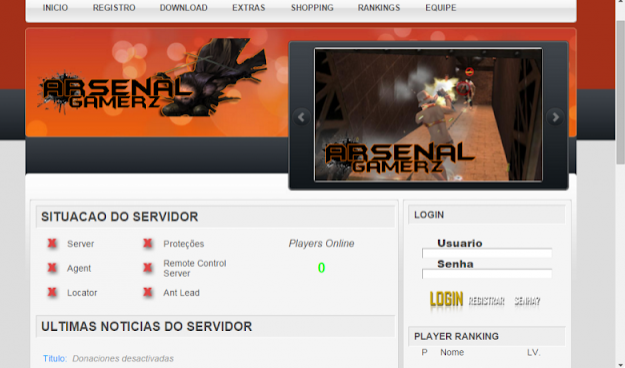 INICIO REGISTRO DOWNLOAD EXTRAS SHOPPING RANKINGS EQUIPE
ARSENAL
GAMERZ
ARSENAL
GAMERZ
SITUACAO DO SERVIDOR
Server Proteções Players Online
Agent Remote Control
Server
0
Locator Ant Lead
ULTIMAS NOTICIAS DO SERVIDOR
Titulo: Donaciones desactivadas
LOGIN
Usuario
Senha
LOGIN REGISTRAR SENHA?
PLAYER RANKING
P Nome LV.